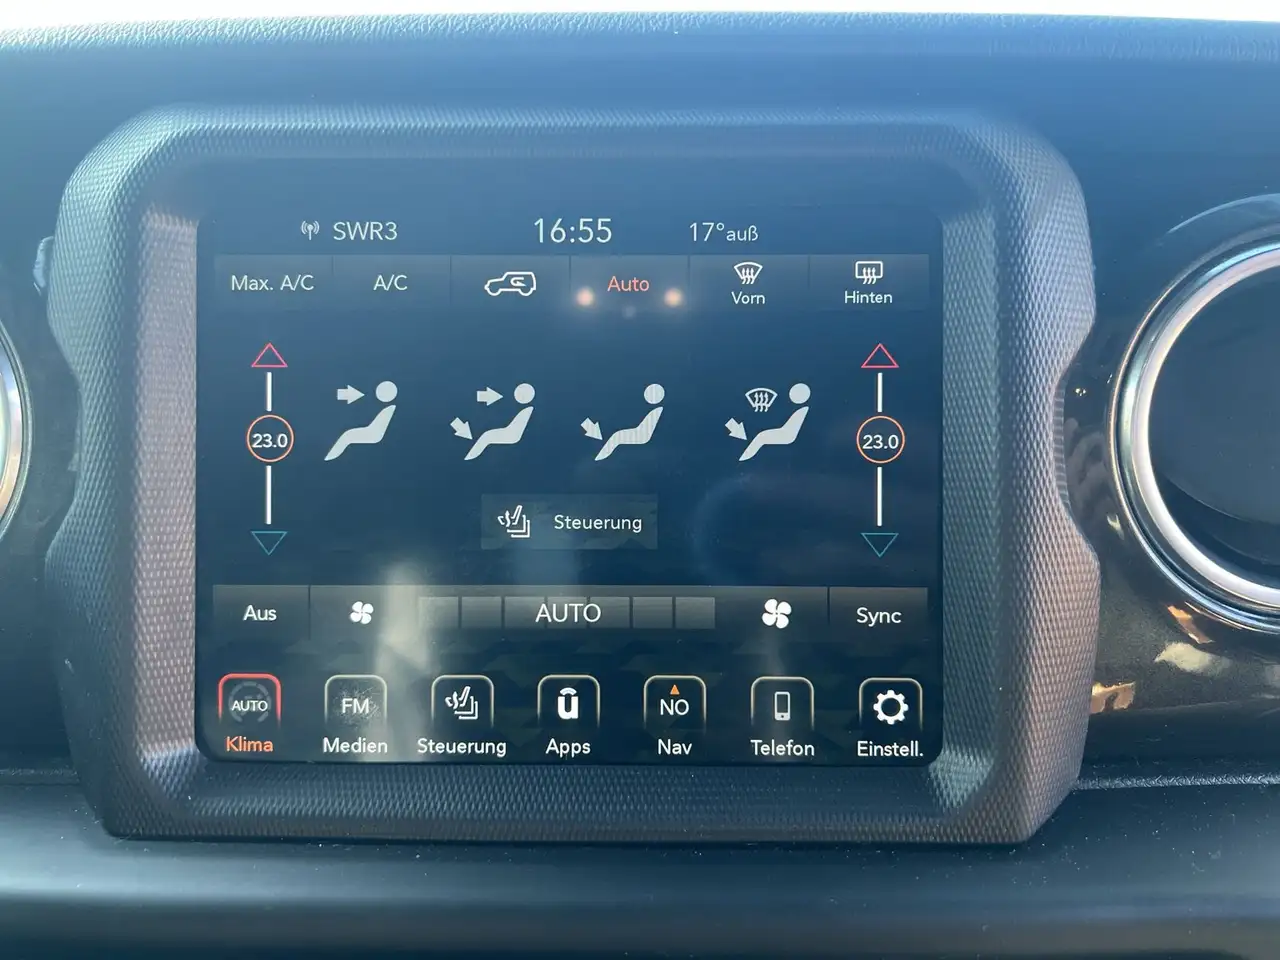 SWR3 16:55 17°auß
Max. A/C A/C Auto Vorn Hinten
23.0 23.0
Steuerung
Aus AUTO Sync
AUTO FM ū NO
Klima Medien Steuerung Apps Nav Telefon Einstell.